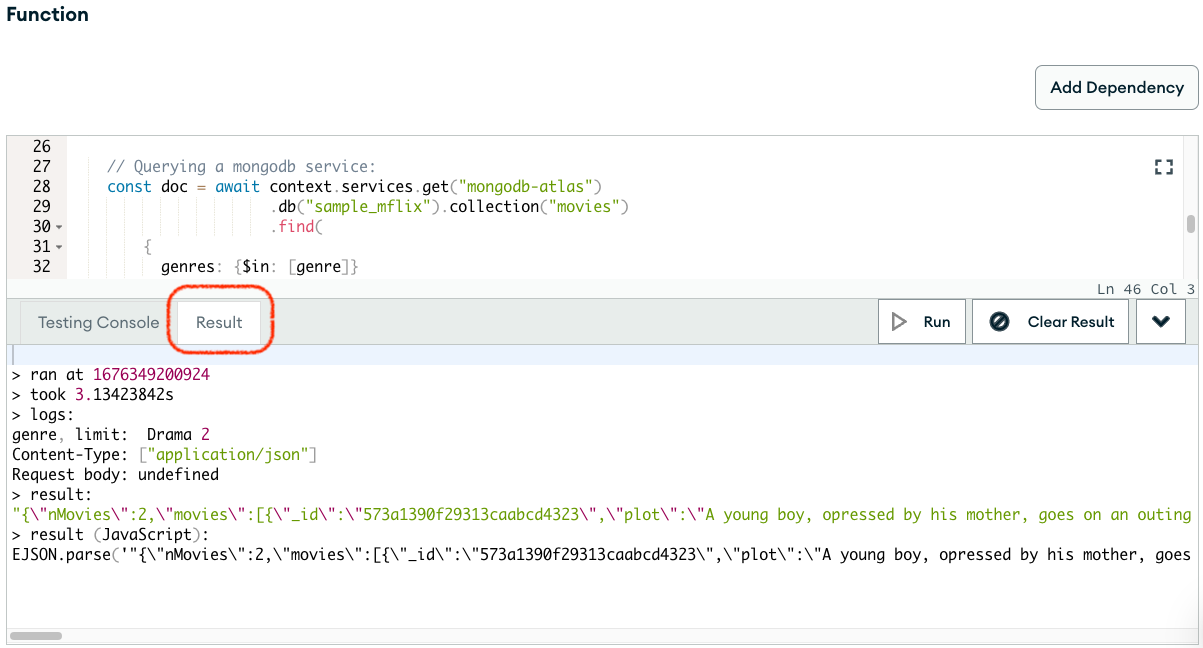 Function
Add Dependency
26
27 // Querying a mongodb service:
28 const doc = await context.services.get("mongodb-atlas")
29 .db("sample_mflix").collection("movies")
30 .find(
31 {
32 genres: {$in: [genre]}
Ln 46 Col 3
Testing Console Result Run Clear Result
> ran at 1676349200924
> took 3.13423842s
> logs:
genre, limit:  Drama 2
Content-Type: ["application/json"]
Request body: undefined
> result:
"{\"nMovies\":2,\"movies\":[{\"_id\":\"573a1390f29313caabcd4323\",\"plot\":\"A young boy, opressed by his mother, goes on an outing
> result (JavaScript):
EJSON.parse('"{\"nMovies\":2,\"movies\":[{\"_id\":\"573a1390f29313caabcd4323\",\"plot\":\"A young boy, opressed by his mother, goes